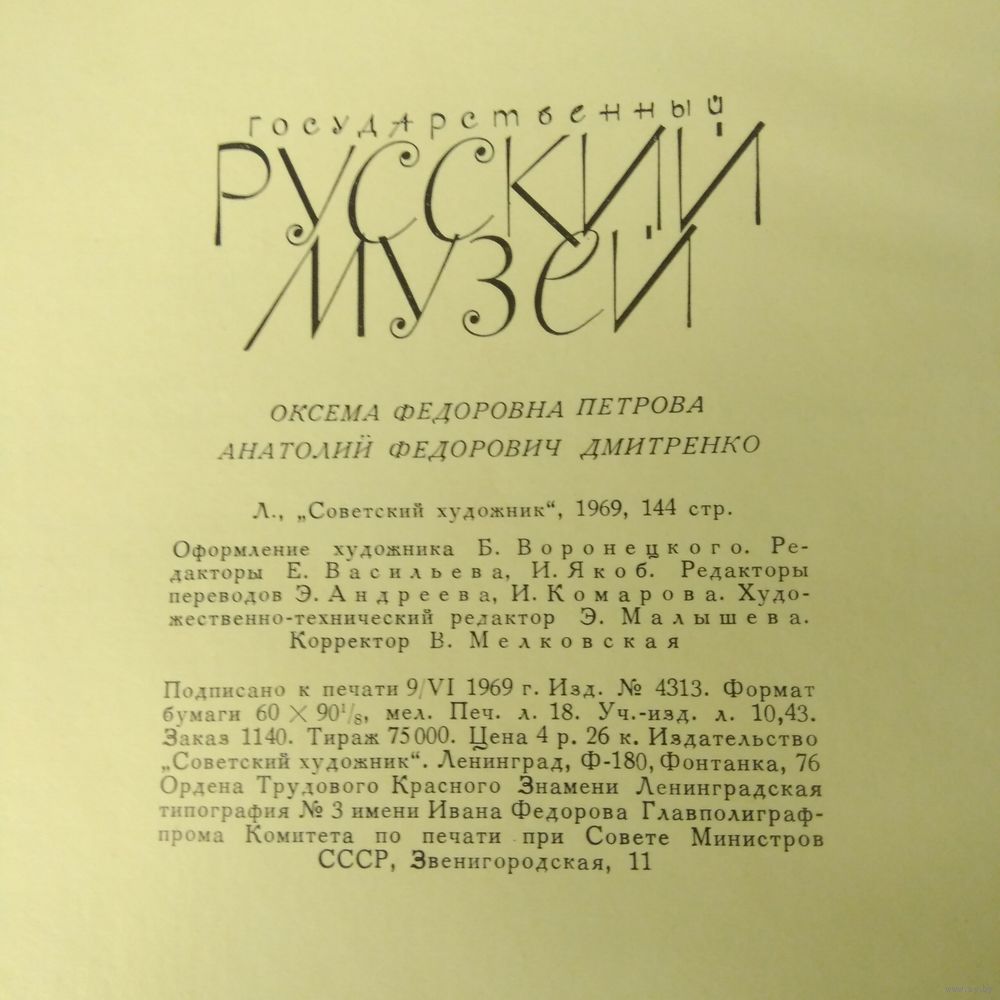 государственный
РУССКИЙ
МУЗЕЙ
ОКСЕМА ФЕДОРОВНА ПЕТРОВА
АНАТОЛИЙ ФЕДОРОВИЧ ДМИТРЕНКО
Л., „Советский художник“, 1969, 144 стр.
Оформление художника Б. Воронецкого. Ре-
дакторы Е. Васильева, И. Якоб. Редакторы
переводов Э. Андреева, И. Комарова. Худо-
жественно-технический редактор Э. Малышева.
Корректор В. Мелковская
Подписано к печати 9/VI 1969 г. Изд. № 4313. Формат
бумаги 60 × 90¹/₈, мел. Печ. л. 18. Уч.-изд. л. 10,43.
Заказ 1140. Тираж 75000. Цена 4 р. 26 к. Издательство
„Советский художник“. Ленинград, Ф-180, Фонтанка, 76
Ордена Трудового Красного Знамени Ленинградская
типография № 3 имени Ивана Федорова Главполиграф-
прома Комитета по печати при Совете Министров
СССР, Звенигородская, 11